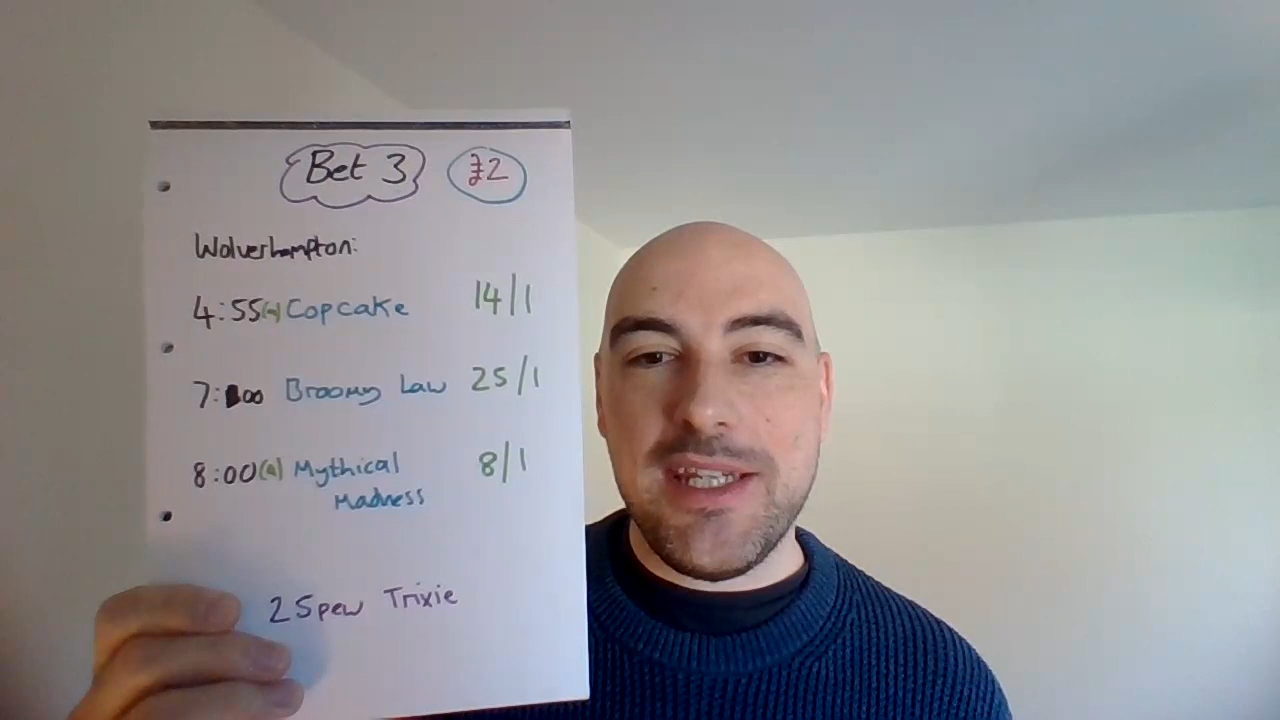 Bet 3 £2
Wolverhampton:
4:55(a) Copcake 14/1
7:00 Broomy Law 25/1
8:00(a) Mythical 8/1
Madness
25pew Trixie